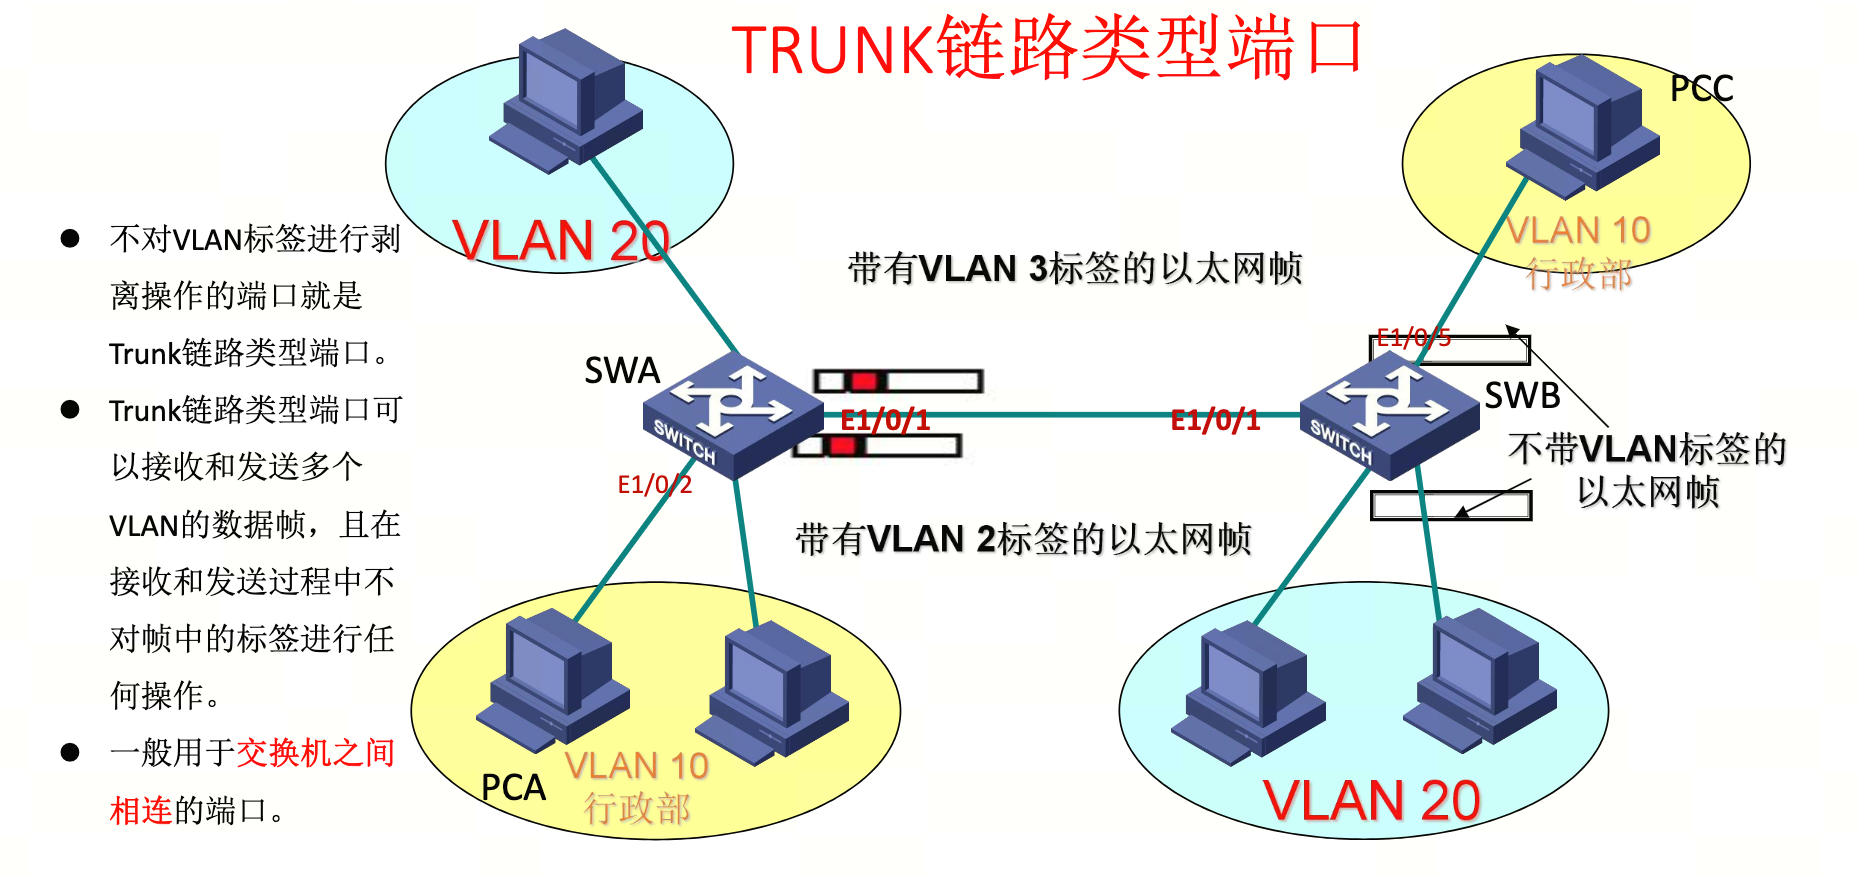 TRUNK链路类型端口
不对VLAN标签进行剥
离操作的端口就是
Trunk链路类型端口。
Trunk链路类型端口可
以接收和发送多个
VLAN的数据帧，且在
接收和发送过程中不
对帧中的标签进行任
何操作。
一般用于交换机之间
相连的端口。
VLAN 20
PCC
VLAN 10
行政部
带有VLAN 3标签的以太网帧
E1/0/5
SWA
SWB
SWITCH
SWITCH
E1/0/1
E1/0/1
不带VLAN标签的
以太网帧
E1/0/2
带有VLAN 2标签的以太网帧
PCA
VLAN 10
行政部
VLAN 20